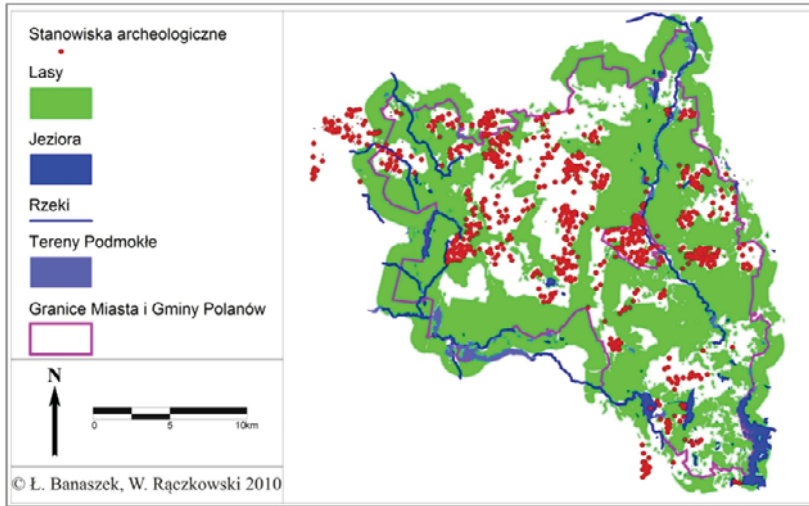 Stanowiska archeologiczne
Lasy
Jeziora
Rzeki
Tereny Podmokłe
Granice Miasta i Gminy Polanów
N
0 5 10km
© Ł. Banaszek, W. Rączkowski 2010